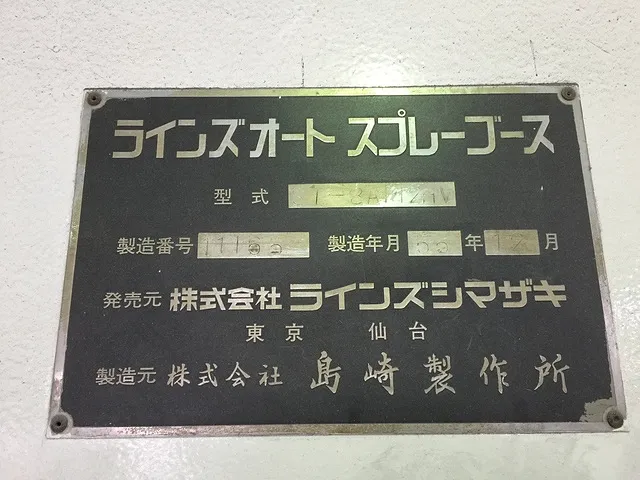 ラインズオート スプレーブース
型式
製造番号 製造年月 年 12 月
発売元 株式会社 ラインズシマザキ
東京 仙台
製造元 株式会社 島崎製作所